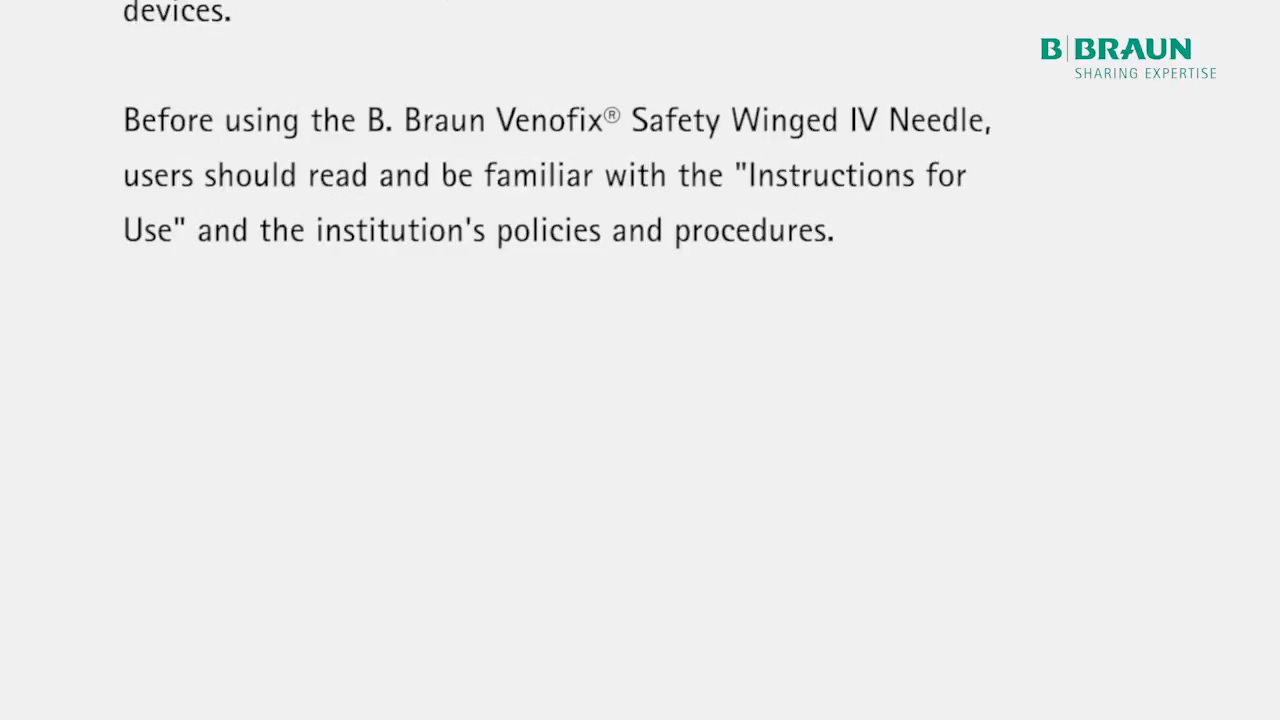 devices.
B BRAUN
SHARING EXPERTISE
Before using the B. Braun Venofix® Safety Winged IV Needle,
users should read and be familiar with the "Instructions for
Use" and the institution's policies and procedures.